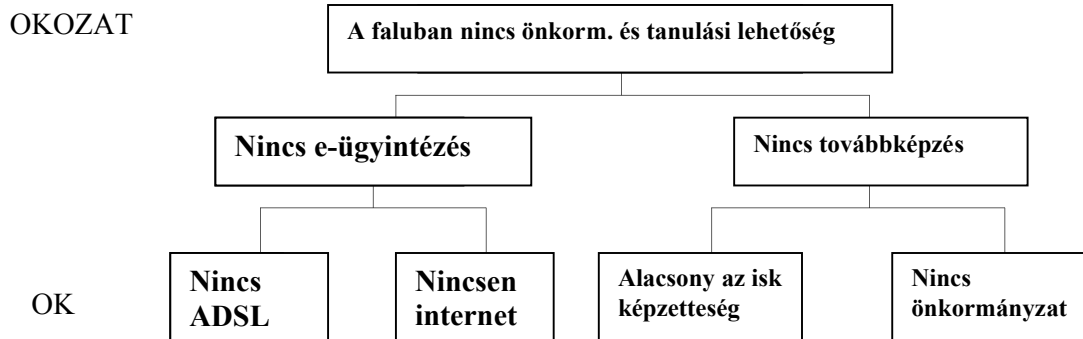 OKOZAT
A faluban nincs önkorm. és tanulási lehetőség
Nincs e-ügyintézés
Nincs továbbképzés
Nincs
ADSL
Nincsen
internet
Alacsony az isk
képzetteség
Nincs
önkormányzat
OK